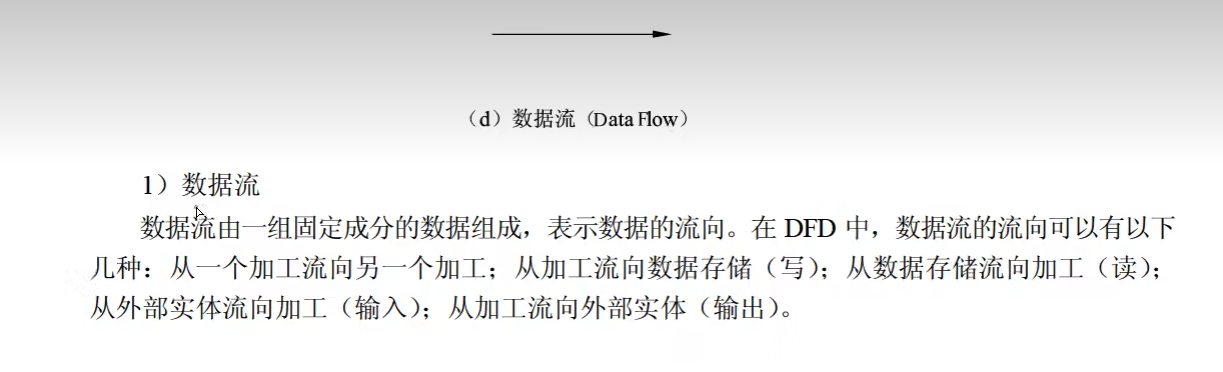 （d）数据流（Data Flow）
1）数据流
数据流由一组固定成分的数据组成，表示数据的流向。在 DFD 中，数据流的流向可以有以下
几种：从一个加工流向另一个加工；从加工流向数据存储（写）；从数据存储流向加工（读）；
从外部实体流向加工（输入）；从加工流向外部实体（输出）。